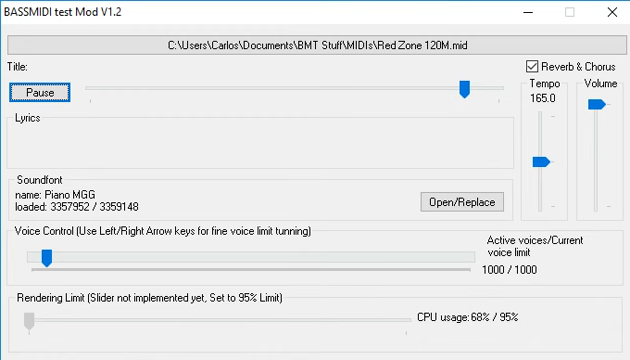 BASSMIDI test Mod V1.2
C:\Users\Carlos\Documents\BMT Stuff\MIDIs\Red Zone 120M.mid
Title:
Reverb & Chorus
Pause
Tempo
Volume
165.0
Lyrics
Soundfont
name: Piano MGG
loaded: 3357952 / 3359148
Open/Replace
Voice Control (Use Left/Right Arrow keys for fine voice limit tunning)
Active voices/Current
voice limit
1000 / 1000
Rendering Limit (Slider not implemented yet, Set to 95% Limit)
CPU usage: 68% / 95%